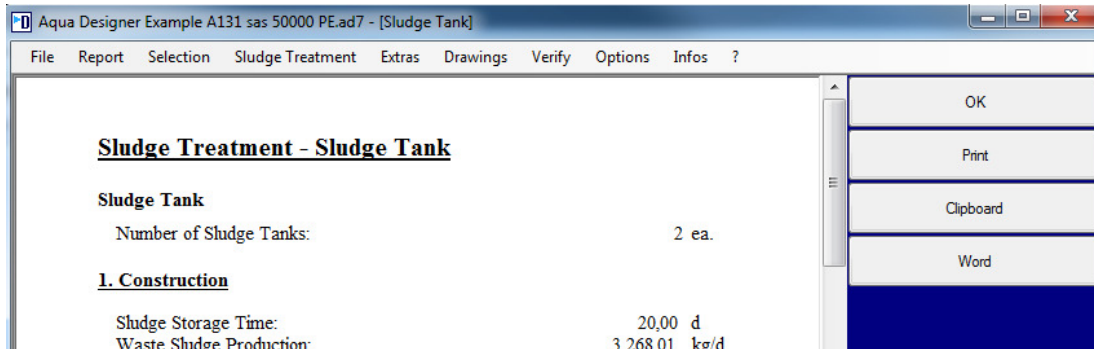 Aqua Designer Example A131 sas 50000 PE.ad7 - [Sludge Tank]
File Report Selection Sludge Treatment Extras Drawings Verify Options Infos ?
OK
Print
Clipboard
Word
Sludge Treatment - Sludge Tank
Sludge Tank
Number of Sludge Tanks: 2 ea.
1. Construction
Sludge Storage Time: 20,00 d
Waste Sludge Production: 3.268,01 kg/d